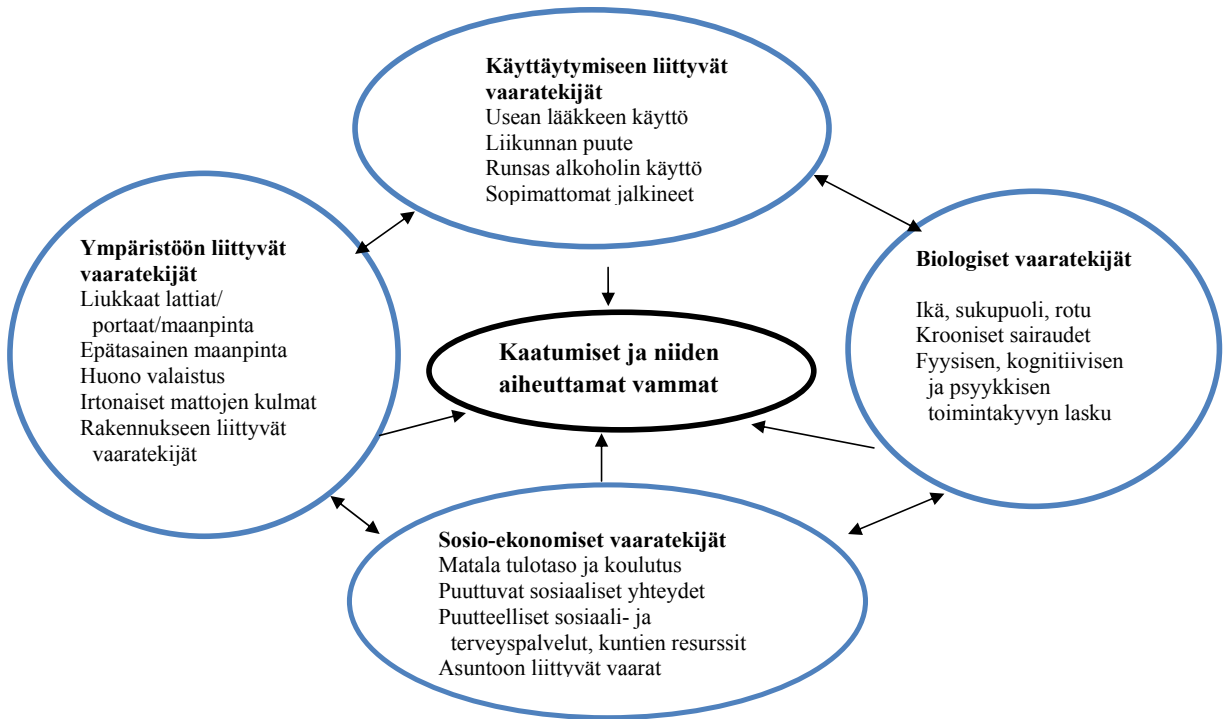 Käyttäytymiseen liittyvät
vaaratekijät
Usean lääkkeen käyttö
Liikunnan puute
Runsas alkoholin käyttö
Sopimattomat jalkineet
Ympäristöön liittyvät
vaaratekijät
Liukkaat lattiat/
portaat/maanpinta
Epätasainen maanpinta
Huono valaistus
Irtonaiset mattojen kulmat
Rakennukseen liittyvät
vaaratekijät
Kaatumiset ja niiden
aiheuttamat vammat
Biologiset vaaratekijät
Ikä, sukupuoli, rotu
Krooniset sairaudet
Fyysisen, kognitiivisen
ja psyykkisen
toimintakyvyn lasku
Sosio-ekonomiset vaaratekijät
Matala tulotaso ja koulutus
Puuttuvat sosiaaliset yhteydet
Puutteelliset sosiaali- ja
terveyspalvelut, kuntien resurssit
Asuntoon liittyvät vaarat